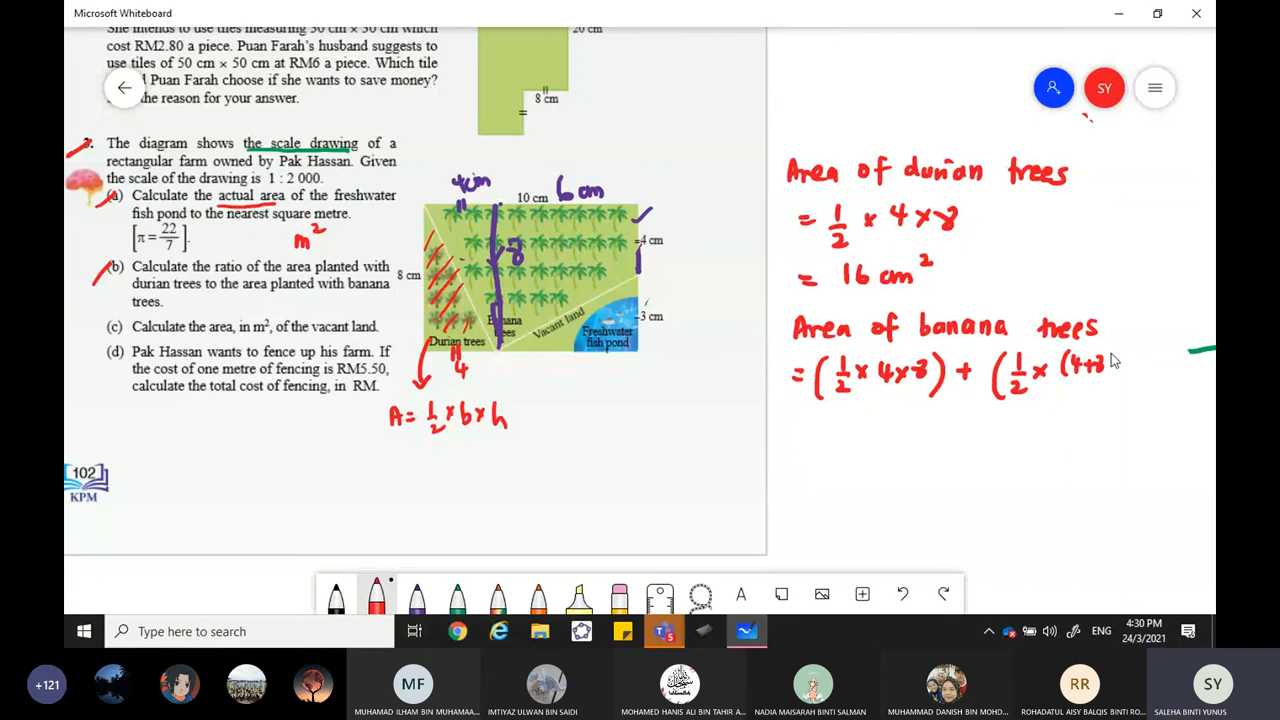 Microsoft Whiteboard
She intends to use tiles measuring 30 cm × 30 cm which
cost RM2.80 a piece. Puan Farah's husband suggests to
use tiles of 50 cm × 50 cm at RM6 a piece. Which tile
Puan Farah choose if she wants to save money?
the reason for your answer.
20 cm
8 cm
The diagram shows the scale drawing of a
rectangular farm owned by Pak Hassan. Given
the scale of the drawing is 1 : 2 000.
(a) Calculate the actual area of the freshwater
fish pond to the nearest square metre.
[π = 22/7].
m²
(b) Calculate the ratio of the area planted with
durian trees to the area planted with banana
trees.
(c) Calculate the area, in m², of the vacant land.
(d) Pak Hassan wants to fence up his farm. If
the cost of one metre of fencing is RM5.50,
calculate the total cost of fencing, in RM.
4cm
10 cm
6 cm
4 cm
8
8 cm
3 cm
Banana
trees
Vacant land
Freshwater
fish pond
Durian trees
4
A = 1/2 × b × h
102
KPM
Area of durian trees
= 1/2 × 4 × 8
= 16 cm²
Area of banana trees
= (1/2 × 4 × 8) + (1/2 × (4+8
SY
A
Type here to search
5
ENG
4:30 PM
24/3/2021
+121
MF
MUHAMAD ILHAM BIN MUHAMAA...
IMTIYAZ ULWAN BIN SAIDI
MOHAMED HANIS ALI BIN TAHIR A...
NADIA MAISARAH BINTI SALMAN
MUHAMMAD DANISH BIN MOHD...
RR
ROHADATUL AISY BALQIS BINTI RO...
SY
SALEHA BINTI YUNUS